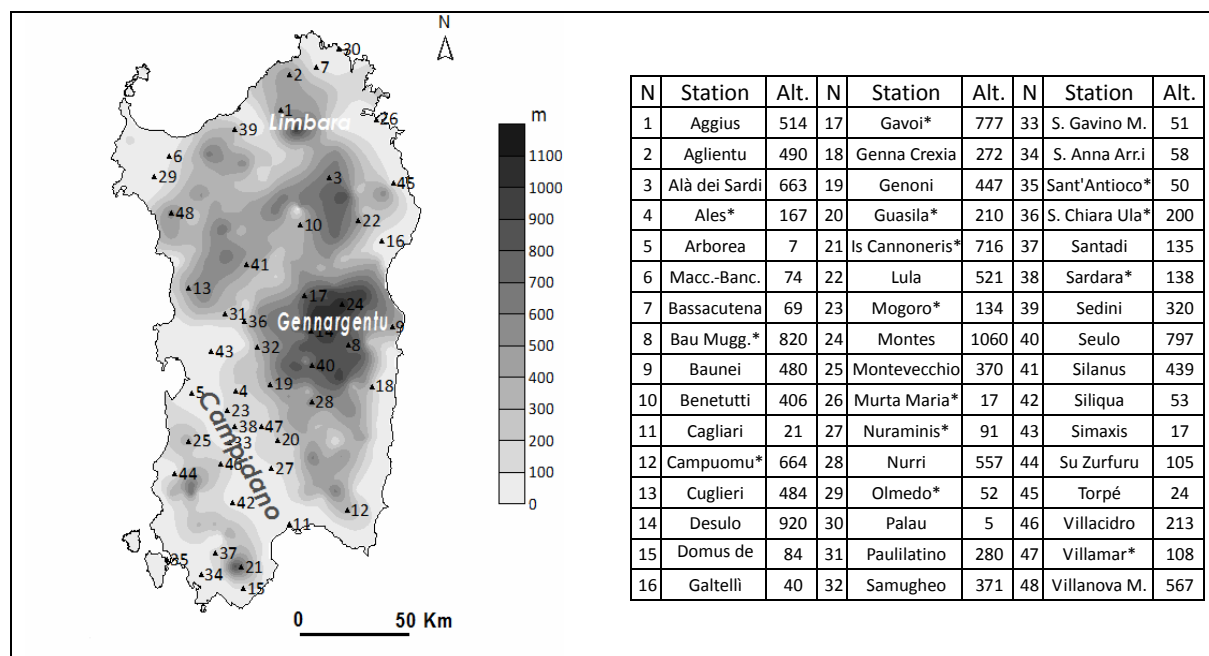 N
30
7
2
1
Limbara
26
39
6
29
3
45
48
22
10
16
41
13
17
24
31
36
Gennargentu
9
14
8
32
43
40
19
18
5
4
28
23
Campidano
38
47
25
33
20
46
27
44
42
12
11
37
35
21
34
15
0 50 Km
m
1100
1000
900
800
700
600
500
400
300
200
100
0
N Station Alt. N Station Alt. N Station Alt.
1 Aggius 514 17 Gavoi* 777 33 S. Gavino M. 51
2 Aglientu 490 18 Genna Crexia 272 34 S. Anna Arr.i 58
3 Alà dei Sardi 663 19 Genoni 447 35 Sant'Antioco* 50
4 Ales* 167 20 Guasila* 210 36 S. Chiara Ula* 200
5 Arborea 7 21 Is Cannoneris* 716 37 Santadi 135
6 Macc.-Banc. 74 22 Lula 521 38 Sardara* 138
7 Bassacutena 69 23 Mogoro* 134 39 Sedini 320
8 Bau Mugg.* 820 24 Montes 1060 40 Seulo 797
9 Baunei 480 25 Montevecchio 370 41 Silanus 439
10 Benetutti 406 26 Murta Maria* 17 42 Siliqua 53
11 Cagliari 21 27 Nuraminis* 91 43 Simaxis 17
12 Campuomu* 664 28 Nurri 557 44 Su Zurfuru 105
13 Cuglieri 484 29 Olmedo* 52 45 Torpé 24
14 Desulo 920 30 Palau 5 46 Villacidro 213
15 Domus de 84 31 Paulilatino 280 47 Villamar* 108
16 Galtellì 40 32 Samugheo 371 48 Villanova M. 567